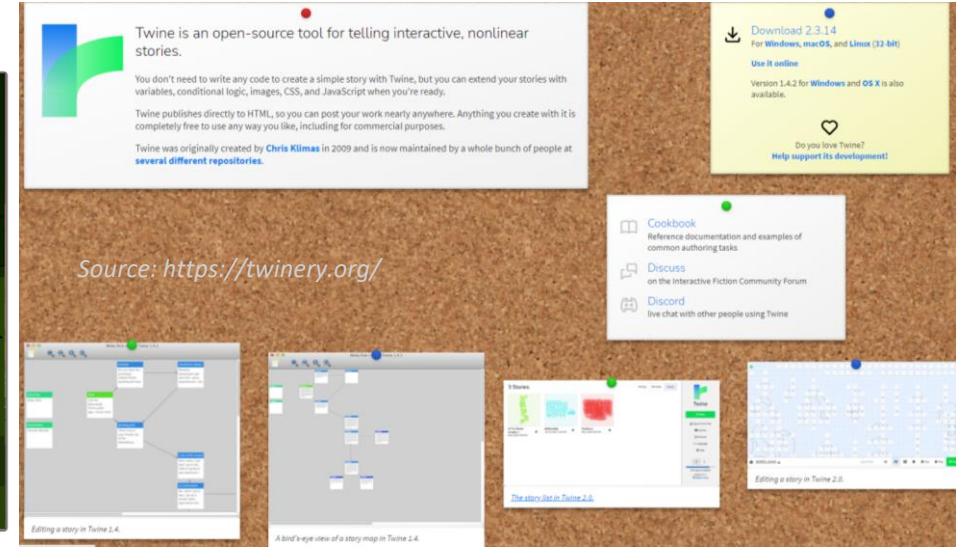 Twine is an open-source tool for telling interactive, nonlinear
stories.
You don't need to write any code to create a simple story with Twine, but you can extend your stories with
variables, conditional logic, images, CSS, and JavaScript when you're ready.
Twine publishes directly to HTML, so you can post your work nearly anywhere. Anything you create with it is
completely free to use any way you like, including for commercial purposes.
Twine was originally created by Chris Klimas in 2009 and is now maintained by a whole bunch of people at
several different repositories.
Download 2.3.14
For Windows, macOS, and Linux (32-bit)
Use it online
Version 1.4.2 for Windows and OS X is also
available.
Do you love Twine?
Help support its development!
Cookbook
Reference documentation and examples of
common authoring tasks
Discuss
on the Interactive Fiction Community Forum
Discord
live chat with other people using Twine
Source: https://twinery.org/
Editing a story in Twine 1.4.
A bird's-eye view of a story map in Twine 1.4.
3 Stories
Twine
The story list in Twine 2.0.
Editing a story in Twine 2.0.